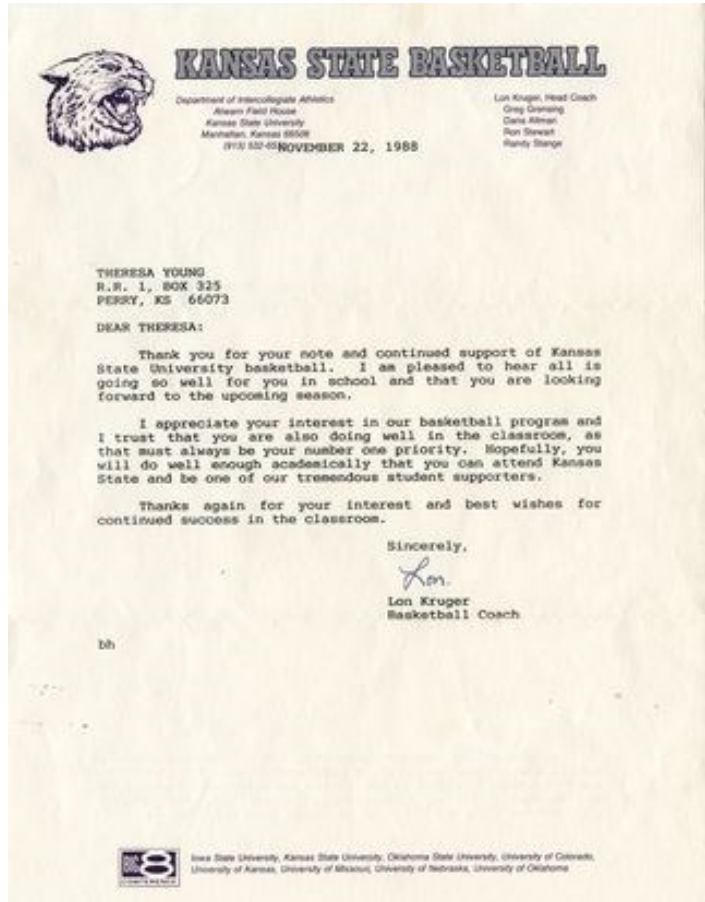 KANSAS STATE BASKETBALL
Department of Intercollegiate Athletics
Ahearn Field House
Kansas State University
Manhattan, Kansas 66506
(913) 532-65
Lon Kruger, Head Coach
Greg Grensing
Dana Altman
Ron Stewart
Randy Stange
NOVEMBER 22, 1988
THERESA YOUNG
R.R. 1, BOX 325
PERRY, KS 66073
DEAR THERESA:
Thank you for your note and continued support of Kansas
State University basketball. I am pleased to hear all is
going so well for you in school and that you are looking
forward to the upcoming season.
I appreciate your interest in our basketball program and
I trust that you are also doing well in the classroom, as
that must always be your number one priority. Hopefully, you
will do well enough academically that you can attend Kansas
State and be one of our tremendous student supporters.
Thanks again for your interest and best wishes for
continued success in the classroom.
Sincerely,
Lon.
Lon Kruger
Basketball Coach
bh
BIG
8
CONFERENCE
Iowa State University, Kansas State University, Oklahoma State University, University of Colorado,
University of Kansas, University of Missouri, University of Nebraska, University of Oklahoma